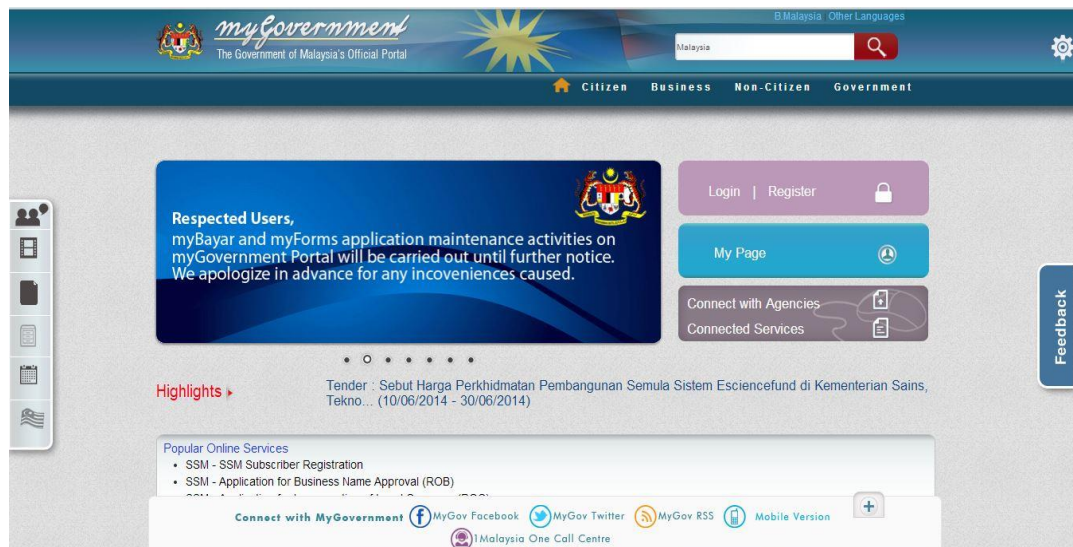 B.Malaysia Other Languages
myGovernment
The Government of Malaysia's Official Portal
Malaysia
Citizen Business Non-Citizen Government
Login | Register
Respected Users,
myBayar and myForms application maintenance activities on
myGovernment Portal will be carried out until further notice.
We apologize in advance for any incoveniences caused.
My Page
Connect with Agencies
Connected Services
Feedback
Highlights
Tender : Sebut Harga Perkhidmatan Pembangunan Semula Sistem Esciencefund di Kementerian Sains,
Tekno... (10/06/2014 - 30/06/2014)
Popular Online Services
SSM - SSM Subscriber Registration
SSM - Application for Business Name Approval (ROB)
Connect with MyGovernment MyGov Facebook MyGov Twitter MyGov RSS Mobile Version
1Malaysia One Call Centre